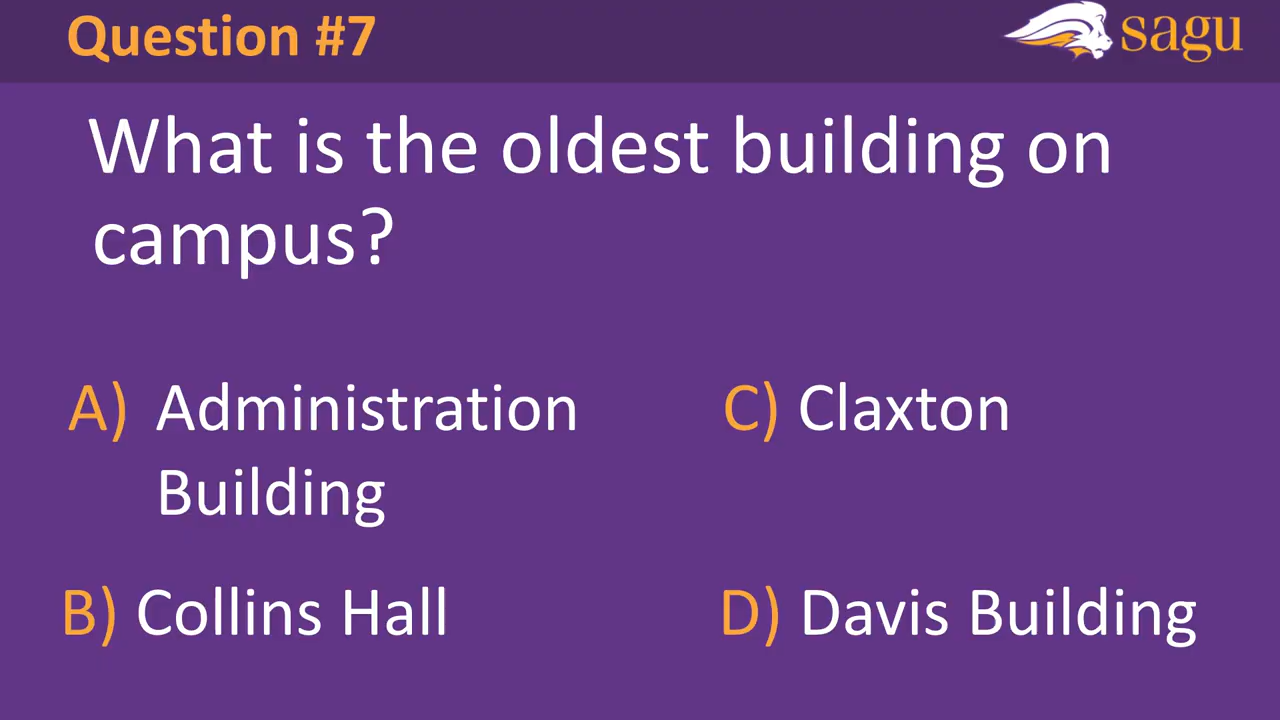 Question #7
sagu
What is the oldest building on
campus?
A) Administration
Building
B) Collins Hall
C) Claxton
D) Davis Building